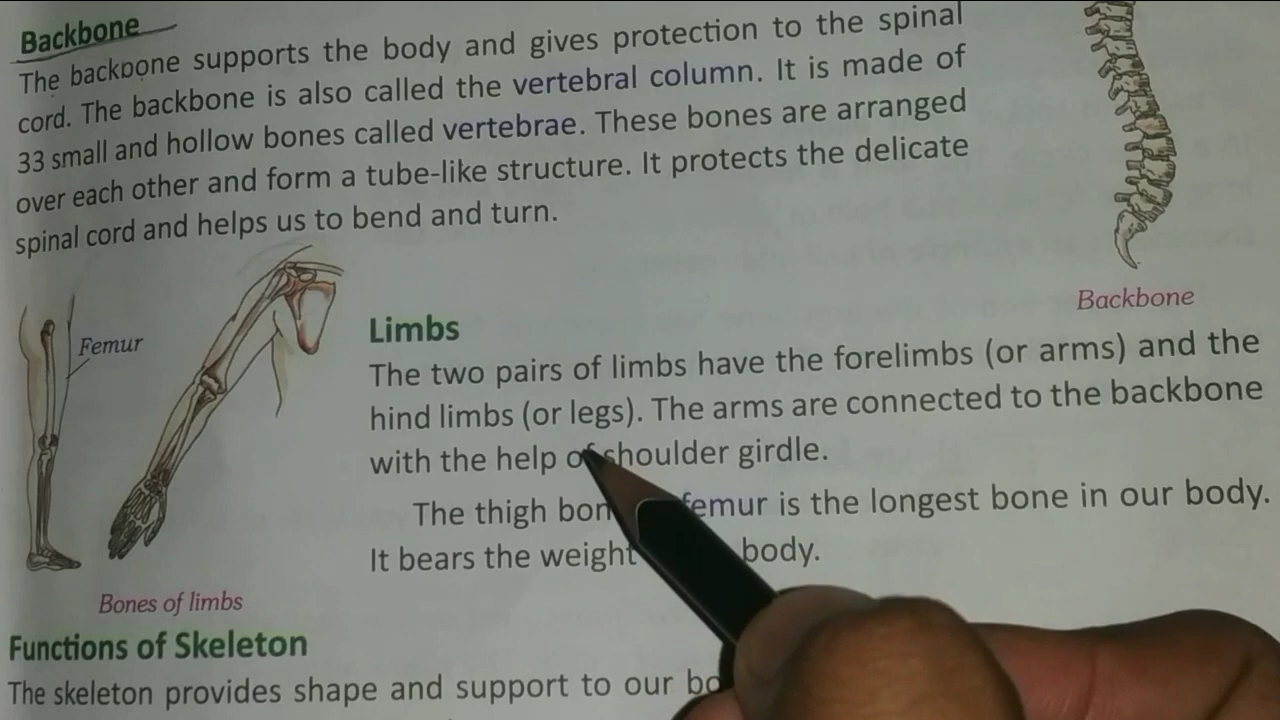 Backbone
The backbone supports the body and gives protection to the spinal
cord. The backbone is also called the vertebral column. It is made of
33 small and hollow bones called vertebrae. These bones are arranged
over each other and form a tube-like structure. It protects the delicate
spinal cord and helps us to bend and turn.
Backbone
Femur
Limbs
The two pairs of limbs have the forelimbs (or arms) and the
hind limbs (or legs). The arms are connected to the backbone
with the help of shoulder girdle.
The thigh femur is the longest bone in our body.
It bears the weight body.
Bones of limbs
Functions of Skeleton
The skeleton provides shape and support to our